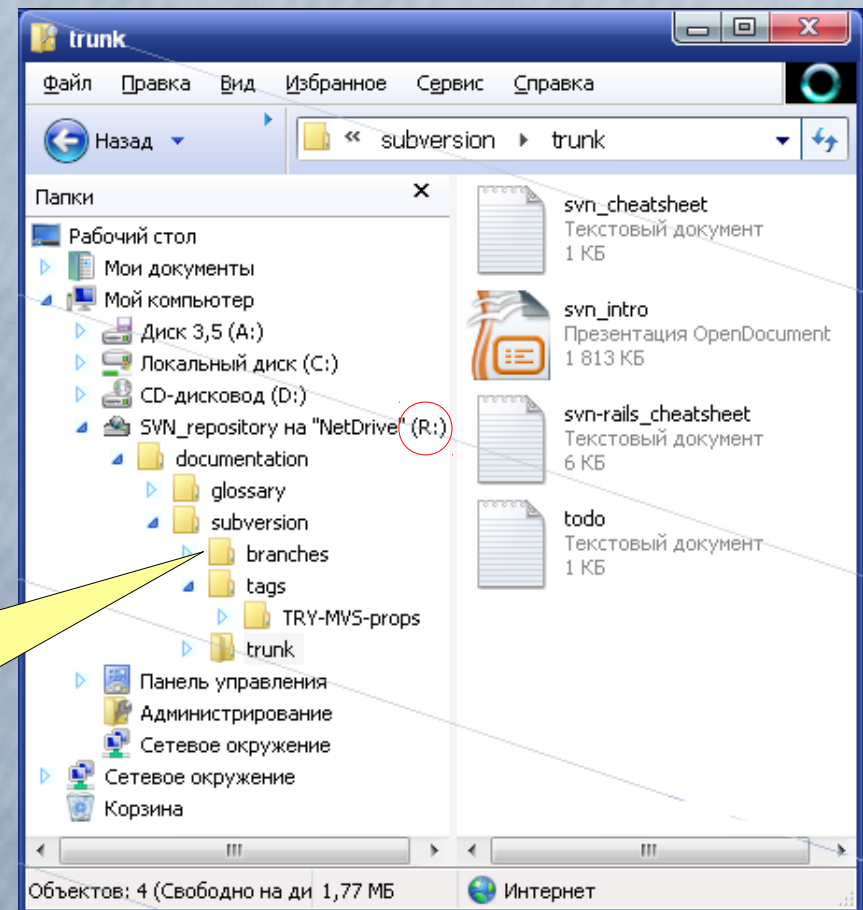 trunk
Файл Правка Вид Избранное Сервис Справка
Назад « subversion trunk
Папки
Рабочий стол
Мои документы
Мой компьютер
Диск 3,5 (A:)
Локальный диск (C:)
CD-дисковод (D:)
SVN_repository на "NetDrive" (R:)
documentation
glossary
subversion
branches
tags
TRY-MVS-props
trunk
Панель управления
Администрирование
Сетевое окружение
Сетевое окружение
Корзина
svn_cheatsheet
Текстовый документ
1 КБ
svn_intro
Презентация OpenDocument
1 813 КБ
svn-rails_cheatsheet
Текстовый документ
6 КБ
todo
Текстовый документ
1 КБ
Объектов: 4 (Свободно на ди 1,77 МБ Интернет